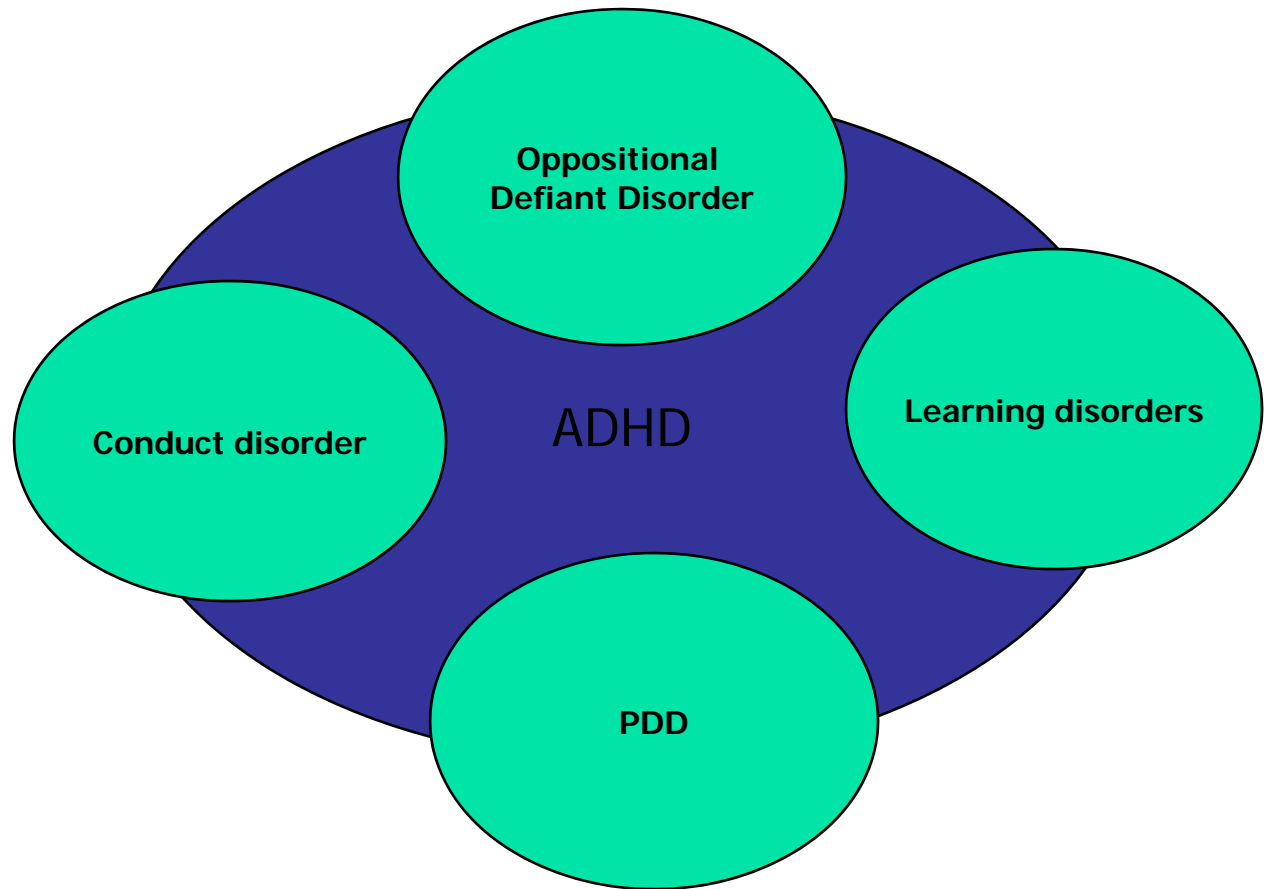 Oppositional
Defiant Disorder
Learning disorders
ADHD
Conduct disorder
PDD